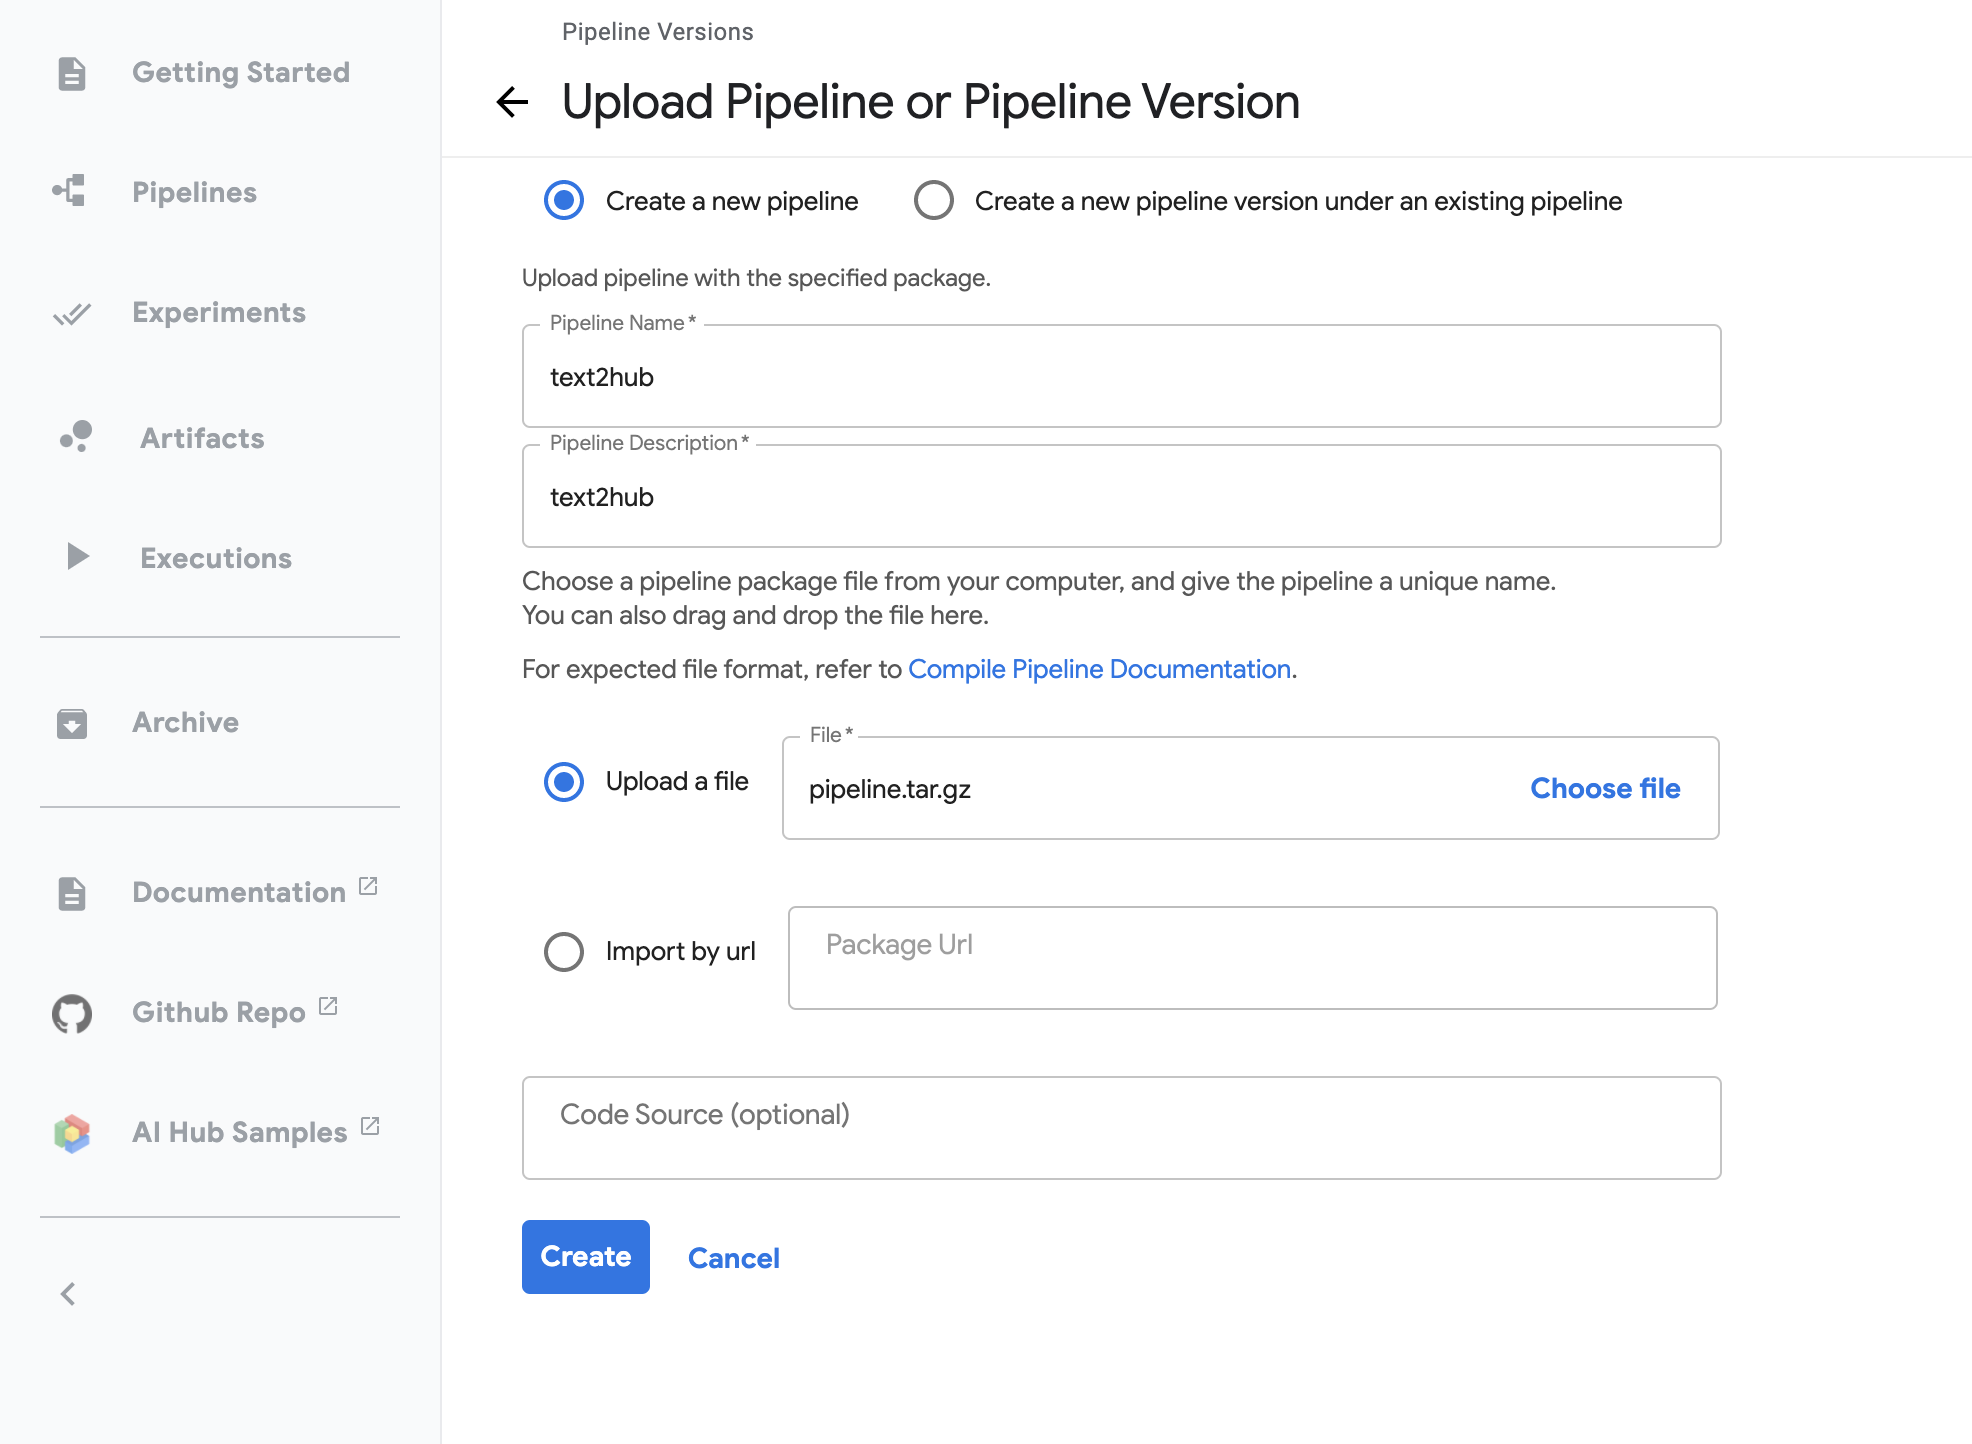 Getting Started
Pipelines
Experiments
Artifacts
Executions
Archive
Documentation
Github Repo
AI Hub Samples
Pipeline Versions
Upload Pipeline or Pipeline Version
Create a new pipeline
Create a new pipeline version under an existing pipeline
Upload pipeline with the specified package.
Pipeline Name*
text2hub
Pipeline Description*
text2hub
Choose a pipeline package file from your computer, and give the pipeline a unique name.
You can also drag and drop the file here.
For expected file format, refer to Compile Pipeline Documentation.
Upload a file
File*
pipeline.tar.gz
Choose file
Import by url
Package Url
Code Source (optional)
Create
Cancel